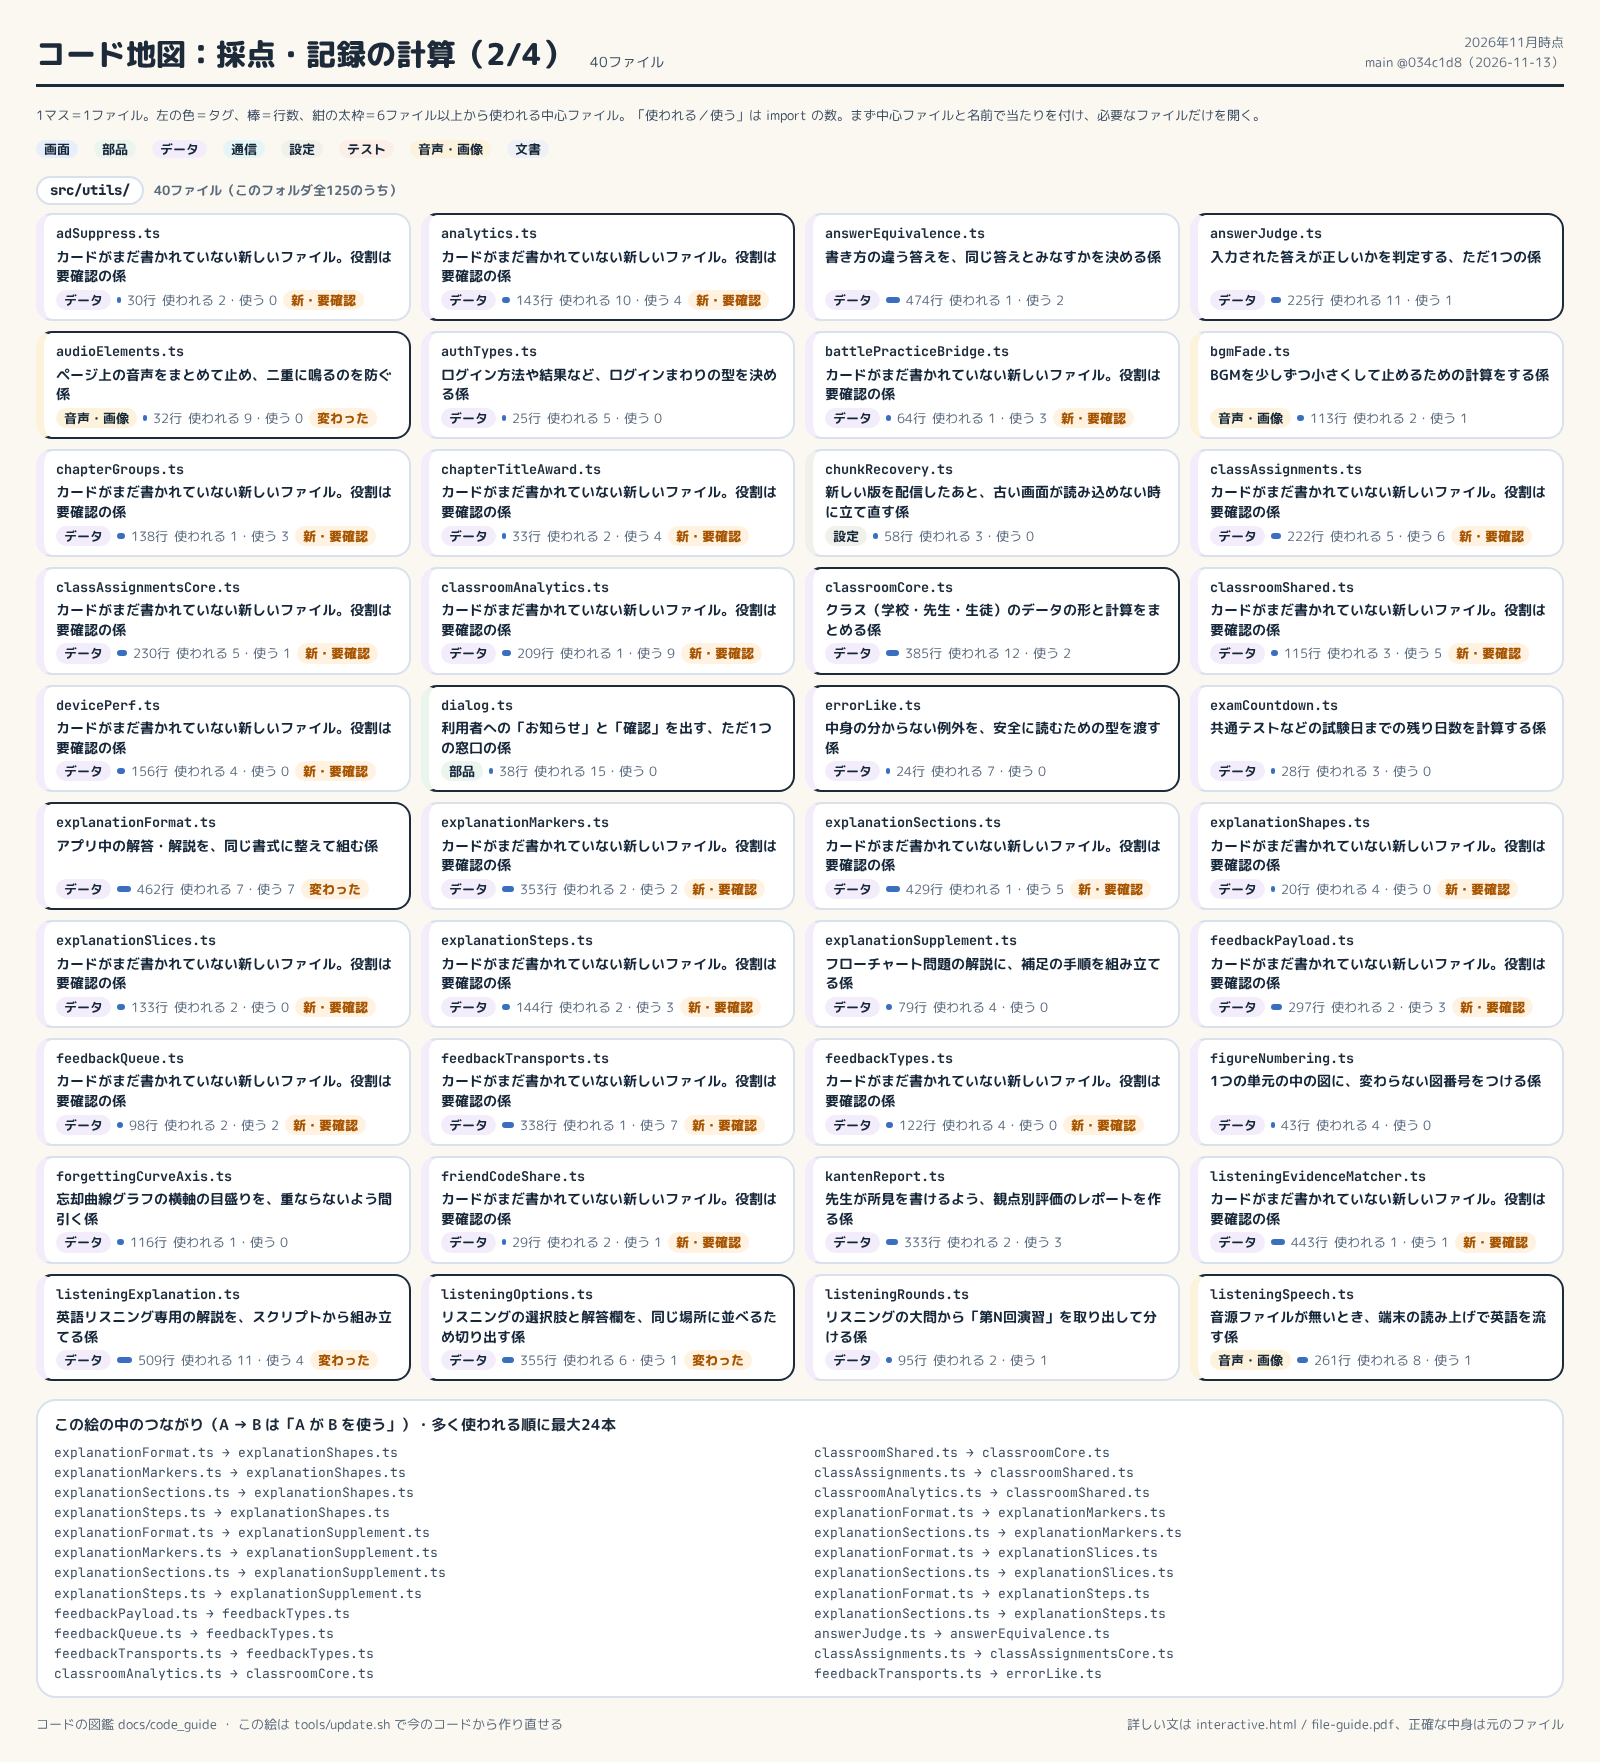 コード地図：採点・記録の計算（2/4） 40ファイル
2026年11月時点
main @034c1d8（2026-11-13）
1マス＝1ファイル。左の色＝タグ、棒＝行数、紺の太枠＝6ファイル以上から使われる中心ファイル。「使われる／使う」は import の数。まず中心ファイルと名前で当たりを付け、必要なファイルだけを開く。
画面 部品 データ 通信 設定 テスト 音声・画像 文書
src/utils/ 40ファイル（このフォルダ全125のうち）
adSuppress.ts
カードがまだ書かれていない新しいファイル。役割は
要確認の係
データ 30行 使われる 2・使う 0 新・要確認
analytics.ts
カードがまだ書かれていない新しいファイル。役割は
要確認の係
データ 143行 使われる 10・使う 4 新・要確認
answerEquivalence.ts
書き方の違う答えを、同じ答えとみなすかを決める係
データ 474行 使われる 1・使う 2
answerJudge.ts
入力された答えが正しいかを判定する、ただ1つの係
データ 225行 使われる 11・使う 1
audioElements.ts
ページ上の音声をまとめて止め、二重に鳴るのを防ぐ
係
音声・画像 32行 使われる 9・使う 0 変わった
authTypes.ts
ログイン方法や結果など、ログインまわりの型を決め
る係
データ 25行 使われる 5・使う 0
battlePracticeBridge.ts
カードがまだ書かれていない新しいファイル。役割は
要確認の係
データ 64行 使われる 1・使う 3 新・要確認
bgmFade.ts
BGMを少しずつ小さくして止めるための計算をする係
音声・画像 113行 使われる 2・使う 1
chapterGroups.ts
カードがまだ書かれていない新しいファイル。役割は
要確認の係
データ 138行 使われる 1・使う 3 新・要確認
chapterTitleAward.ts
カードがまだ書かれていない新しいファイル。役割は
要確認の係
データ 33行 使われる 2・使う 4 新・要確認
chunkRecovery.ts
新しい版を配信したあと、古い画面が読み込めない時
に立て直す係
設定 58行 使われる 3・使う 0
classAssignments.ts
カードがまだ書かれていない新しいファイル。役割は
要確認の係
データ 222行 使われる 5・使う 6 新・要確認
classAssignmentsCore.ts
カードがまだ書かれていない新しいファイル。役割は
要確認の係
データ 230行 使われる 5・使う 1 新・要確認
classroomAnalytics.ts
カードがまだ書かれていない新しいファイル。役割は
要確認の係
データ 209行 使われる 1・使う 9 新・要確認
classroomCore.ts
クラス（学校・先生・生徒）のデータの形と計算をま
とめる係
データ 385行 使われる 12・使う 2
classroomShared.ts
カードがまだ書かれていない新しいファイル。役割は
要確認の係
データ 115行 使われる 3・使う 5 新・要確認
devicePerf.ts
カードがまだ書かれていない新しいファイル。役割は
要確認の係
データ 156行 使われる 4・使う 0 新・要確認
dialog.ts
利用者への「お知らせ」と「確認」を出す、ただ1つ
の窓口の係
部品 38行 使われる 15・使う 0
errorLike.ts
中身の分からない例外を、安全に読むための型を渡す
係
データ 24行 使われる 7・使う 0
examCountdown.ts
共通テストなどの試験日までの残り日数を計算する係
データ 28行 使われる 3・使う 0
explanationFormat.ts
アプリ中の解答・解説を、同じ書式に整えて組む係
データ 462行 使われる 7・使う 7 変わった
explanationMarkers.ts
カードがまだ書かれていない新しいファイル。役割は
要確認の係
データ 353行 使われる 2・使う 2 新・要確認
explanationSections.ts
カードがまだ書かれていない新しいファイル。役割は
要確認の係
データ 429行 使われる 1・使う 5 新・要確認
explanationShapes.ts
カードがまだ書かれていない新しいファイル。役割は
要確認の係
データ 20行 使われる 4・使う 0 新・要確認
explanationSlices.ts
カードがまだ書かれていない新しいファイル。役割は
要確認の係
データ 133行 使われる 2・使う 0 新・要確認
explanationSteps.ts
カードがまだ書かれていない新しいファイル。役割は
要確認の係
データ 144行 使われる 2・使う 3 新・要確認
explanationSupplement.ts
フローチャート問題の解説に、補足の手順を組み立て
る係
データ 79行 使われる 4・使う 0
feedbackPayload.ts
カードがまだ書かれていない新しいファイル。役割は
要確認の係
データ 297行 使われる 2・使う 3 新・要確認
feedbackQueue.ts
カードがまだ書かれていない新しいファイル。役割は
要確認の係
データ 98行 使われる 2・使う 2 新・要確認
feedbackTransports.ts
カードがまだ書かれていない新しいファイル。役割は
要確認の係
データ 338行 使われる 1・使う 7 新・要確認
feedbackTypes.ts
カードがまだ書かれていない新しいファイル。役割は
要確認の係
データ 122行 使われる 4・使う 0 新・要確認
figureNumbering.ts
1つの単元の中の図に、変わらない図番号をつける係
データ 43行 使われる 4・使う 0
forgettingCurveAxis.ts
忘却曲線グラフの横軸の目盛りを、重ならないよう間
引く係
データ 116行 使われる 1・使う 0
friendCodeShare.ts
カードがまだ書かれていない新しいファイル。役割は
要確認の係
データ 29行 使われる 2・使う 1 新・要確認
kantenReport.ts
先生が所見を書けるよう、観点別評価のレポートを作
る係
データ 333行 使われる 2・使う 3
listeningEvidenceMatcher.ts
カードがまだ書かれていない新しいファイル。役割は
要確認の係
データ 443行 使われる 1・使う 1 新・要確認
listeningExplanation.ts
英語リスニング専用の解説を、スクリプトから組み立
てる係
データ 509行 使われる 11・使う 4 変わった
listeningOptions.ts
リスニングの選択肢と解答欄を、同じ場所に並べるた
め切り出す係
データ 355行 使われる 6・使う 1 変わった
listeningRounds.ts
リスニングの大問から「第N回演習」を取り出して分
ける係
データ 95行 使われる 2・使う 1
listeningSpeech.ts
音源ファイルが無いとき、端末の読み上げで英語を流
す係
音声・画像 261行 使われる 8・使う 1
この絵の中のつながり（A → B は「A が B を使う」）・多く使われる順に最大24本
explanationFormat.ts → explanationShapes.ts
explanationMarkers.ts → explanationShapes.ts
explanationSections.ts → explanationShapes.ts
explanationSteps.ts → explanationShapes.ts
explanationFormat.ts → explanationSupplement.ts
explanationMarkers.ts → explanationSupplement.ts
explanationSections.ts → explanationSupplement.ts
explanationSteps.ts → explanationSupplement.ts
feedbackPayload.ts → feedbackTypes.ts
feedbackQueue.ts → feedbackTypes.ts
feedbackTransports.ts → feedbackTypes.ts
classroomAnalytics.ts → classroomCore.ts
classroomShared.ts → classroomCore.ts
classAssignments.ts → classroomShared.ts
classroomAnalytics.ts → classroomShared.ts
explanationFormat.ts → explanationMarkers.ts
explanationSections.ts → explanationMarkers.ts
explanationFormat.ts → explanationSlices.ts
explanationSections.ts → explanationSlices.ts
explanationFormat.ts → explanationSteps.ts
explanationSections.ts → explanationSteps.ts
answerJudge.ts → answerEquivalence.ts
classAssignments.ts → classAssignmentsCore.ts
feedbackTransports.ts → errorLike.ts
コードの図鑑 docs/code_guide ・ この絵は tools/update.sh で今のコードから作り直せる
詳しい文は interactive.html / file-guide.pdf、正確な中身は元のファイル